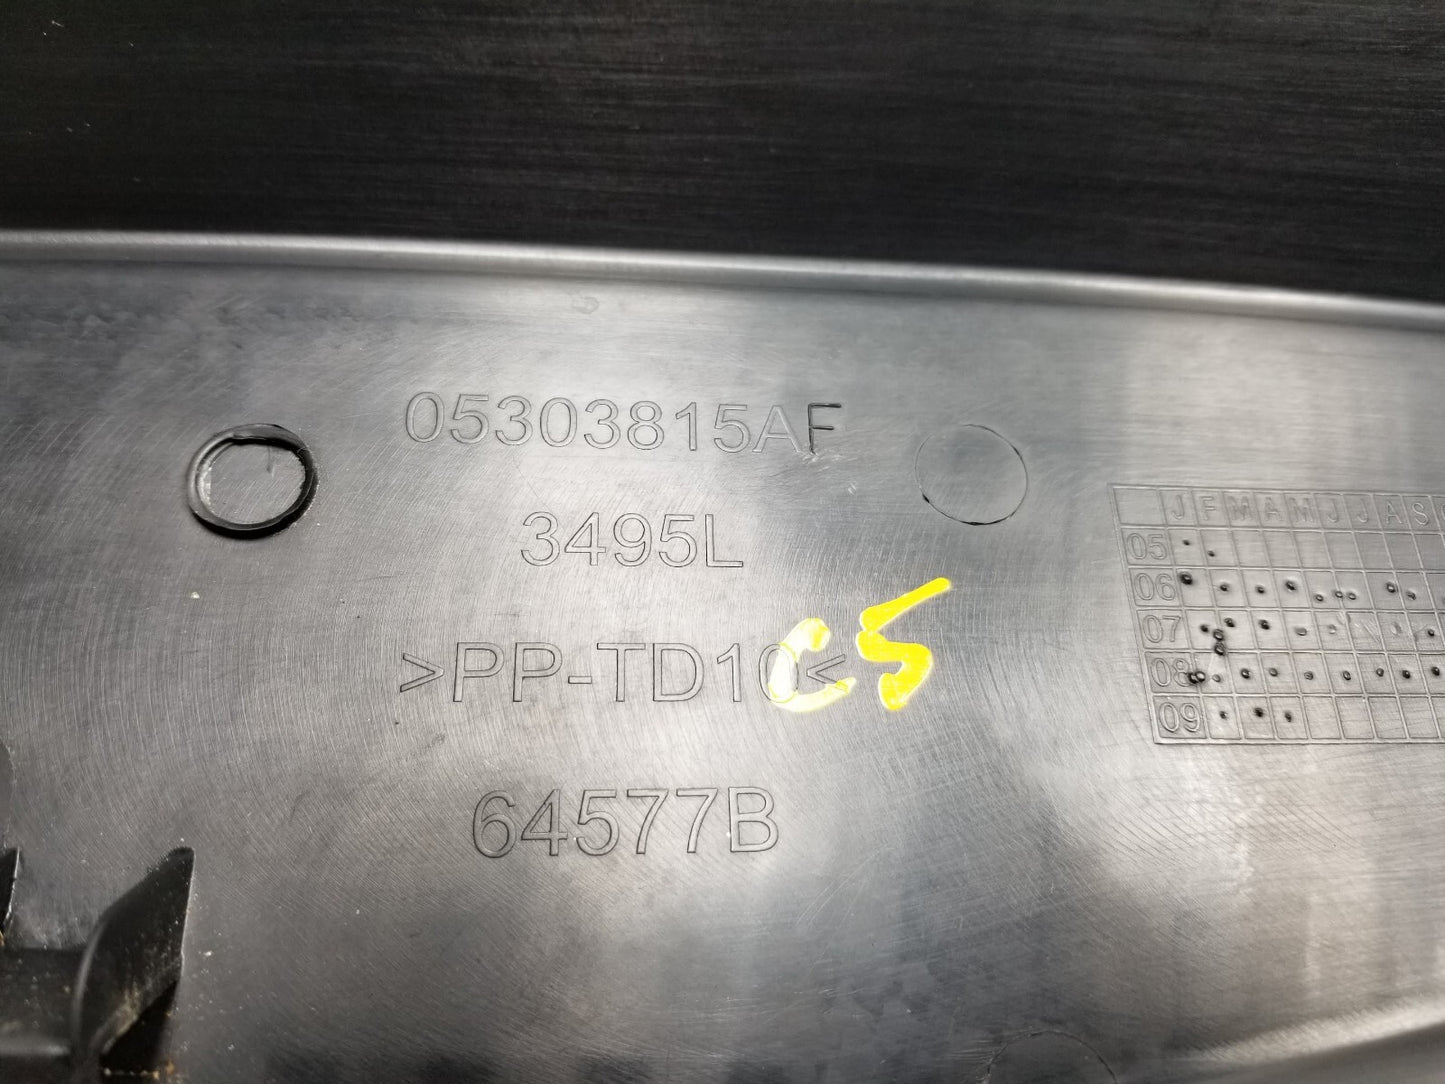 05303815AF
3495L
>PP-TD10<
C5
64577B
J F M A M J J A S
05
06
07
08
09